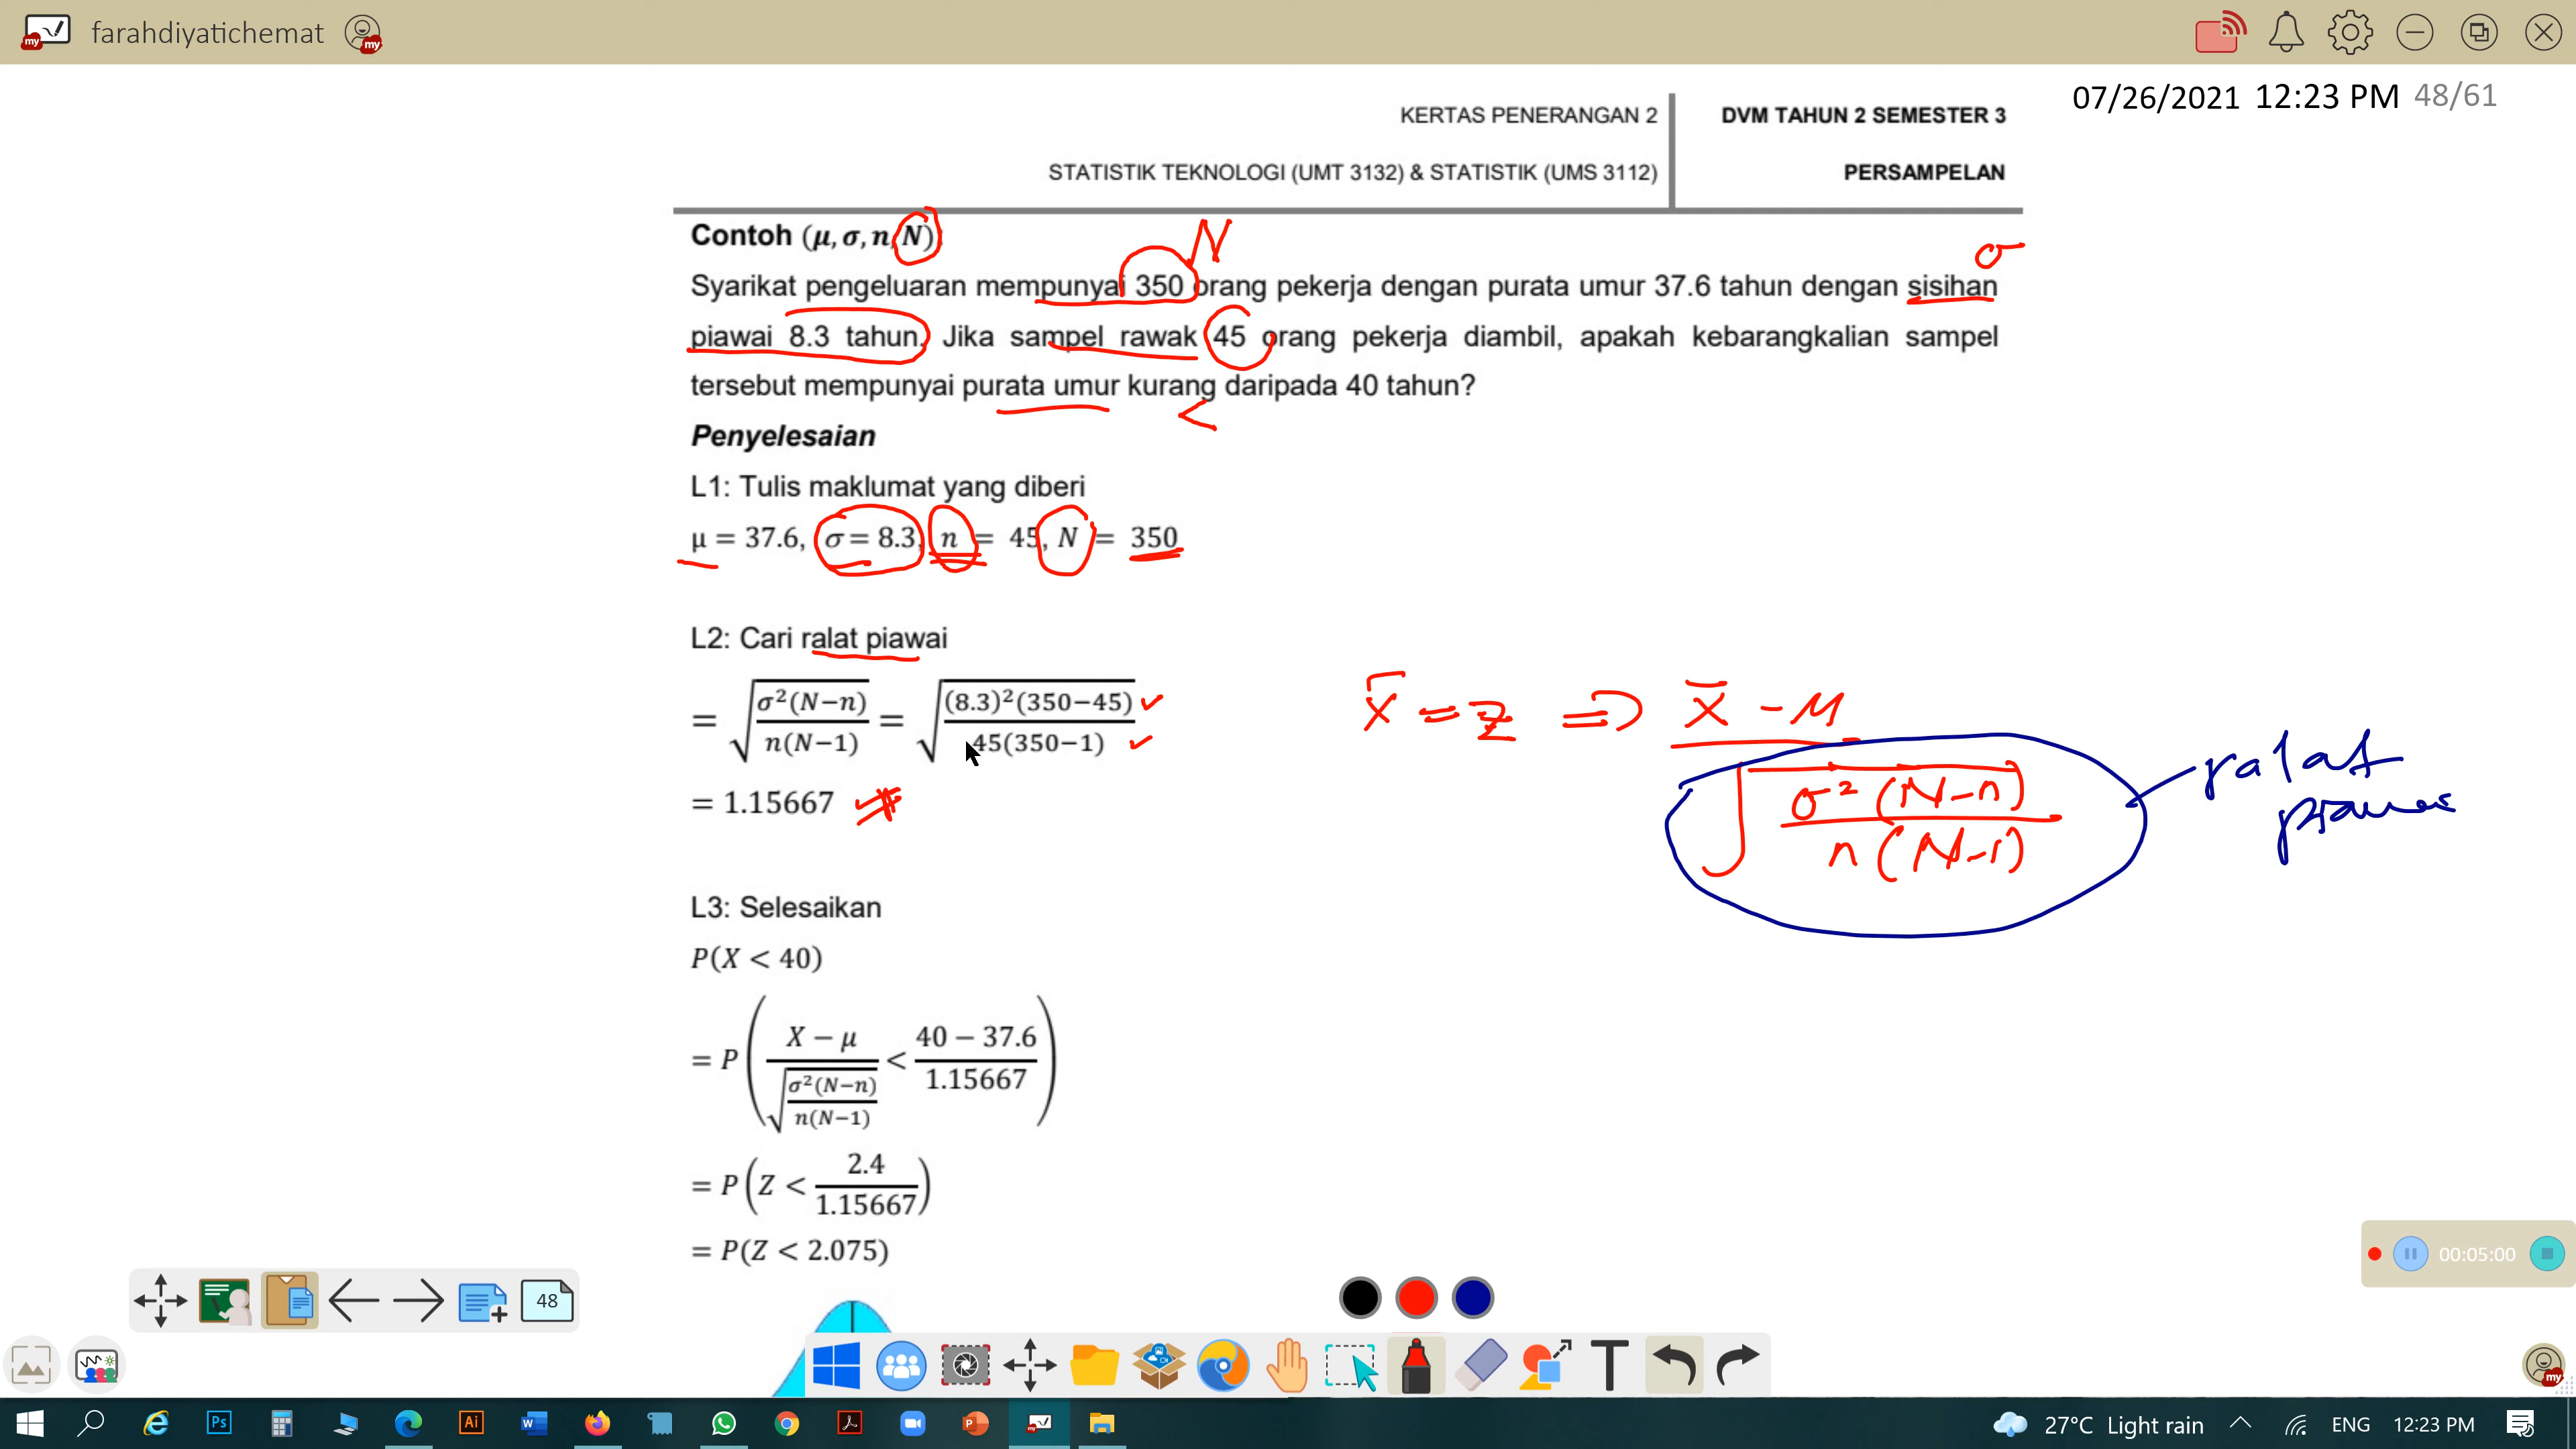 farahdiyatichemat
07/26/2021 12:23 PM 48/61
KERTAS PENERANGAN 2
DVM TAHUN 2 SEMESTER 3
STATISTIK TEKNOLOGI (UMT 3132) & STATISTIK (UMS 3112)
PERSAMPELAN
Contoh (μ, σ, n, N)
N
σ
Syarikat pengeluaran mempunyai 350 orang pekerja dengan purata umur 37.6 tahun dengan sisihan
piawai 8.3 tahun. Jika sampel rawak 45 orang pekerja diambil, apakah kebarangkalian sampel
tersebut mempunyai purata umur kurang daripada 40 tahun?
<
Penyelesaian
L1: Tulis maklumat yang diberi
μ = 37.6, σ = 8.3, n = 45, N = 350
L2: Cari ralat piawai
= √(σ²(N−n) / n(N−1)) = √((8.3)²(350−45) / 45(350−1))
= 1.15667
X̄ = Z ⇒ X̄ − μ
√(σ²(N−n) / n(N−1))
ralat
piawai
L3: Selesaikan
P(X < 40)
= P((X − μ) / √(σ²(N−n) / n(N−1)) < (40 − 37.6) / 1.15667)
= P(Z < 2.4 / 1.15667)
= P(Z < 2.075)
00:05:00
48
27°C Light rain
ENG
12:23 PM